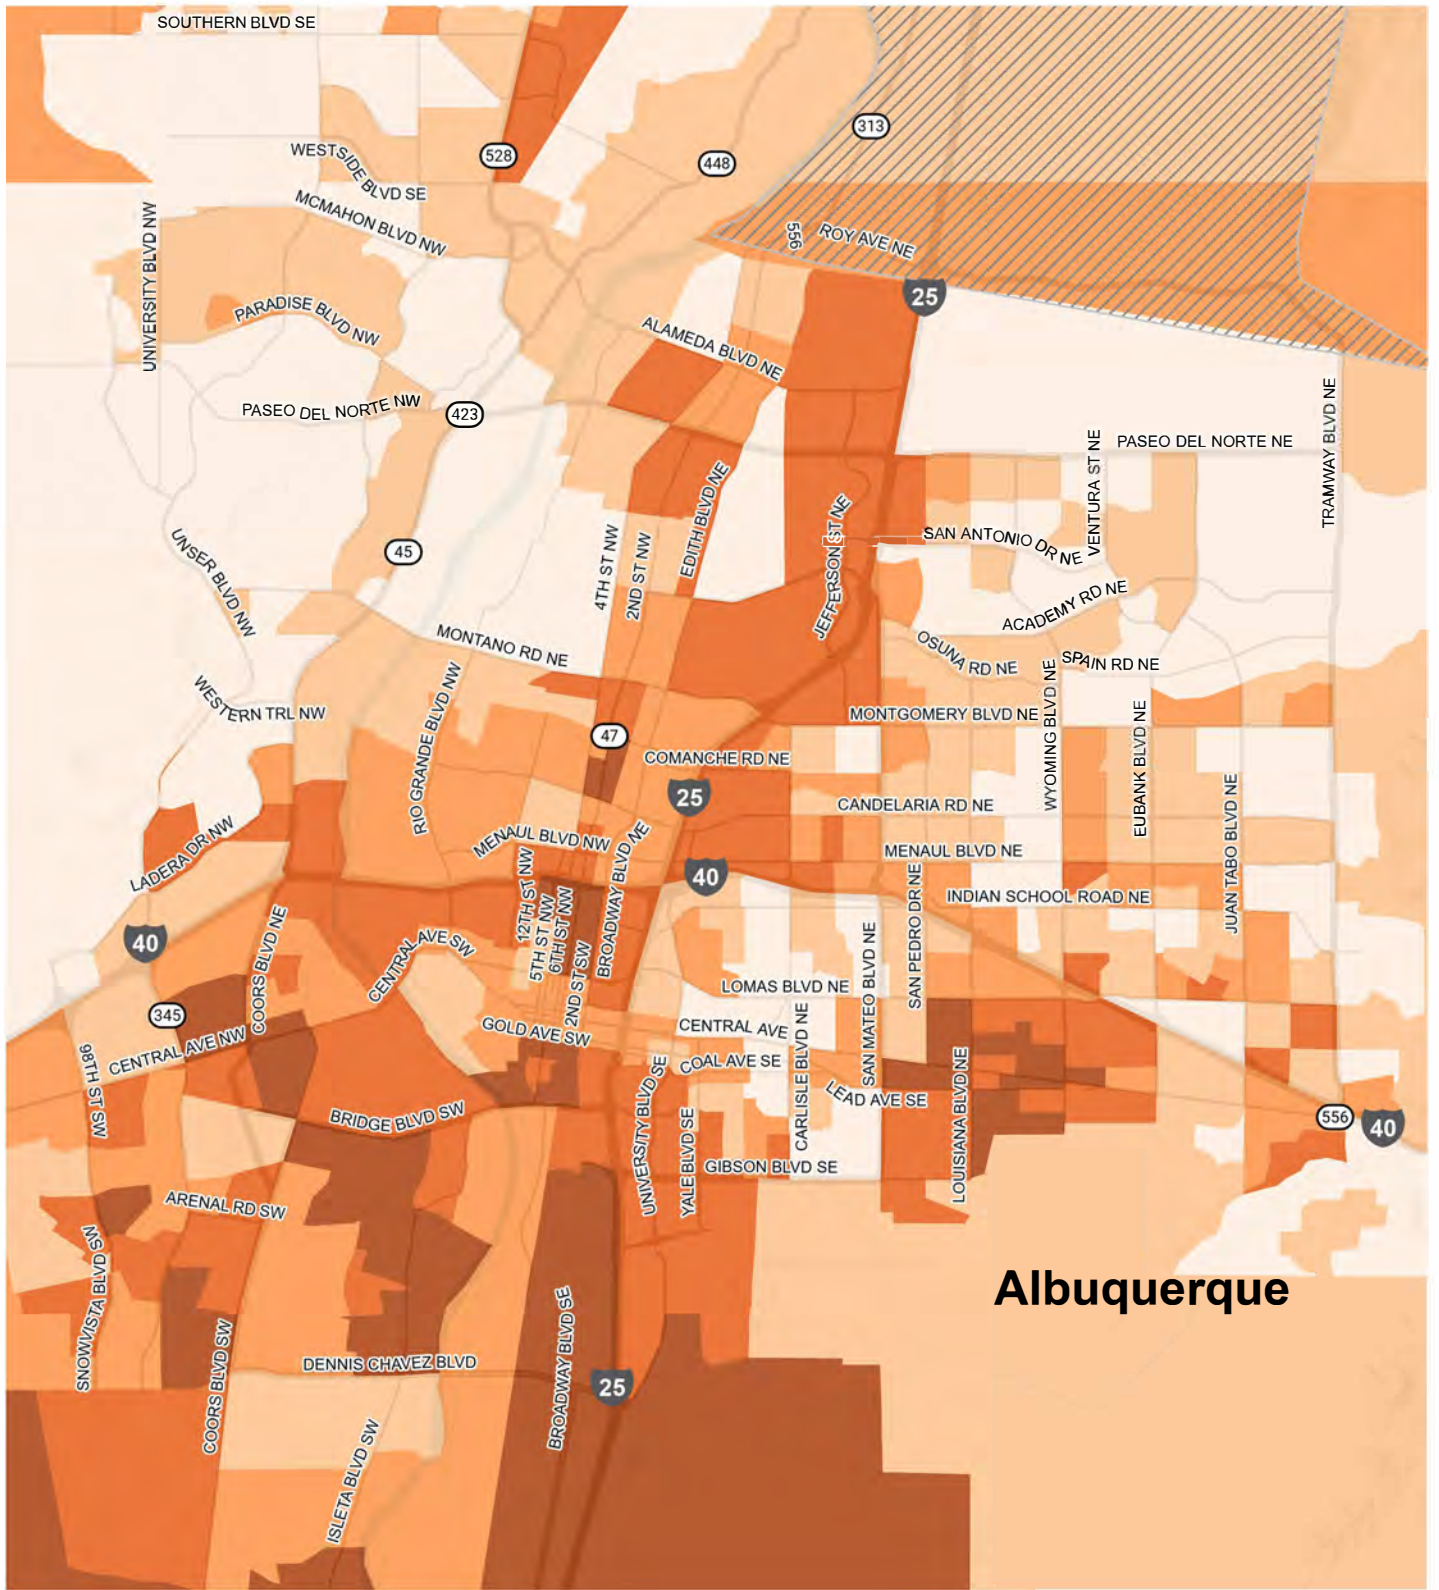 SOUTHERN BLVD SE
313
528
WESTSIDE BLVD SE
448
MCMAHON BLVD NW
UNIVERSITY BLVD NW
556
ROY AVE NE
25
PARADISE BLVD NW
ALAMEDA BLVD NE
PASEO DEL NORTE NW
423
TRAMWAY BLVD NE
PASEO DEL NORTE NE
VENTURA ST NE
EDITH BLVD NE
JEFFERSON ST NE
SAN ANTONIO DR NE
UNSER BLVD NW
45
4TH ST NW
2ND ST NW
ACADEMY RD NE
MONTANO RD NE
OSUNA RD NE
SPAIN RD NE
WESTERN TRL NW
RIO GRANDE BLVD NW
WYOMING BLVD NE
MONTGOMERY BLVD NE
47
EUBANK BLVD NE
COMANCHE RD NE
25
CANDELARIA RD NE
JUAN TABO BLVD NE
LADERA DR NW
MENAUL BLVD NW
BROADWAY BLVD NE
MENAUL BLVD NE
40
INDIAN SCHOOL ROAD NE
12TH ST NW
5TH ST NW
6TH ST NW
40
COORS BLVD NE
CENTRAL AVE SW
2ND ST SW
SAN PEDRO DR NE
SAN MATEO BLVD NE
LOMAS BLVD NE
345
GOLD AVE SW
CENTRAL AVE
CENTRAL AVE NW
98TH ST SW
COAL AVE SE
CARLISLE BLVD NE
LEAD AVE SE
LOUISIANA BLVD NE
BRIDGE BLVD SW
UNIVERSITY BLVD SE
YALE BLVD SE
556
40
GIBSON BLVD SE
ARENAL RD SW
SNOWVISTA BLVD SW
Albuquerque
BROADWAY BLVD SE
COORS BLVD SW
DENNIS CHAVEZ BLVD
25
ISLETA BLVD SW